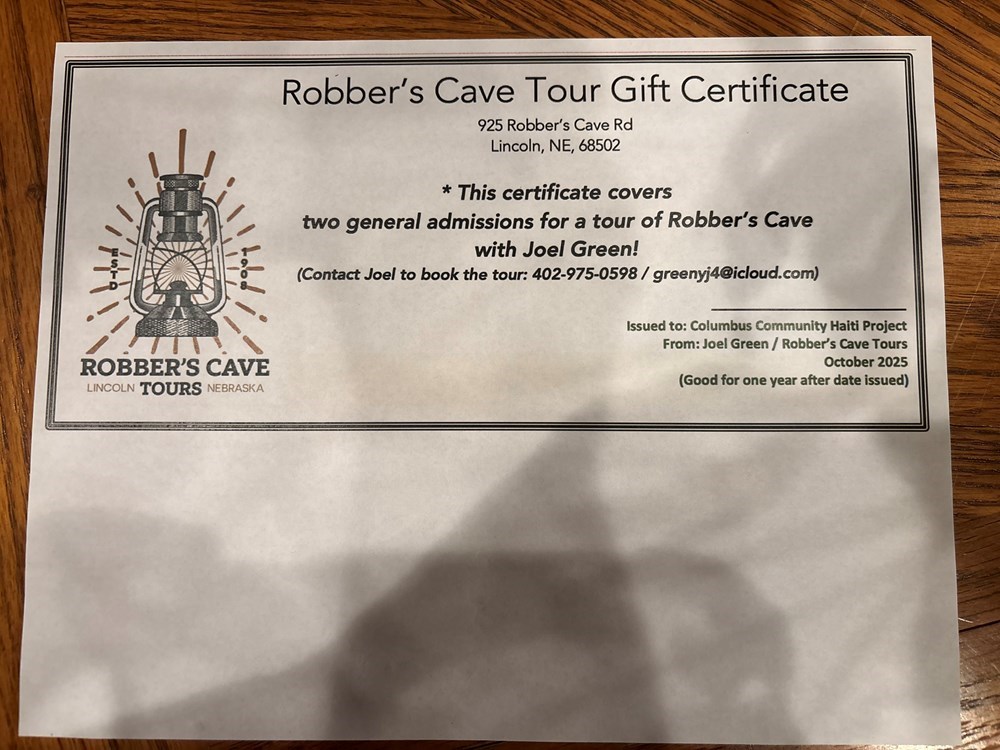 Robber's Cave Tour Gift Certificate
925 Robber's Cave Rd
Lincoln, NE, 68502
* This certificate covers
two general admissions for a tour of Robber's Cave
with Joel Green!
(Contact Joel to book the tour: 402-975-0598 / greenyj4@icloud.com)
ESTD 1908
ROBBER'S CAVE
LINCOLN TOURS NEBRASKA
Issued to: Columbus Community Haiti Project
From: Joel Green / Robber's Cave Tours
October 2025
(Good for one year after date issued)